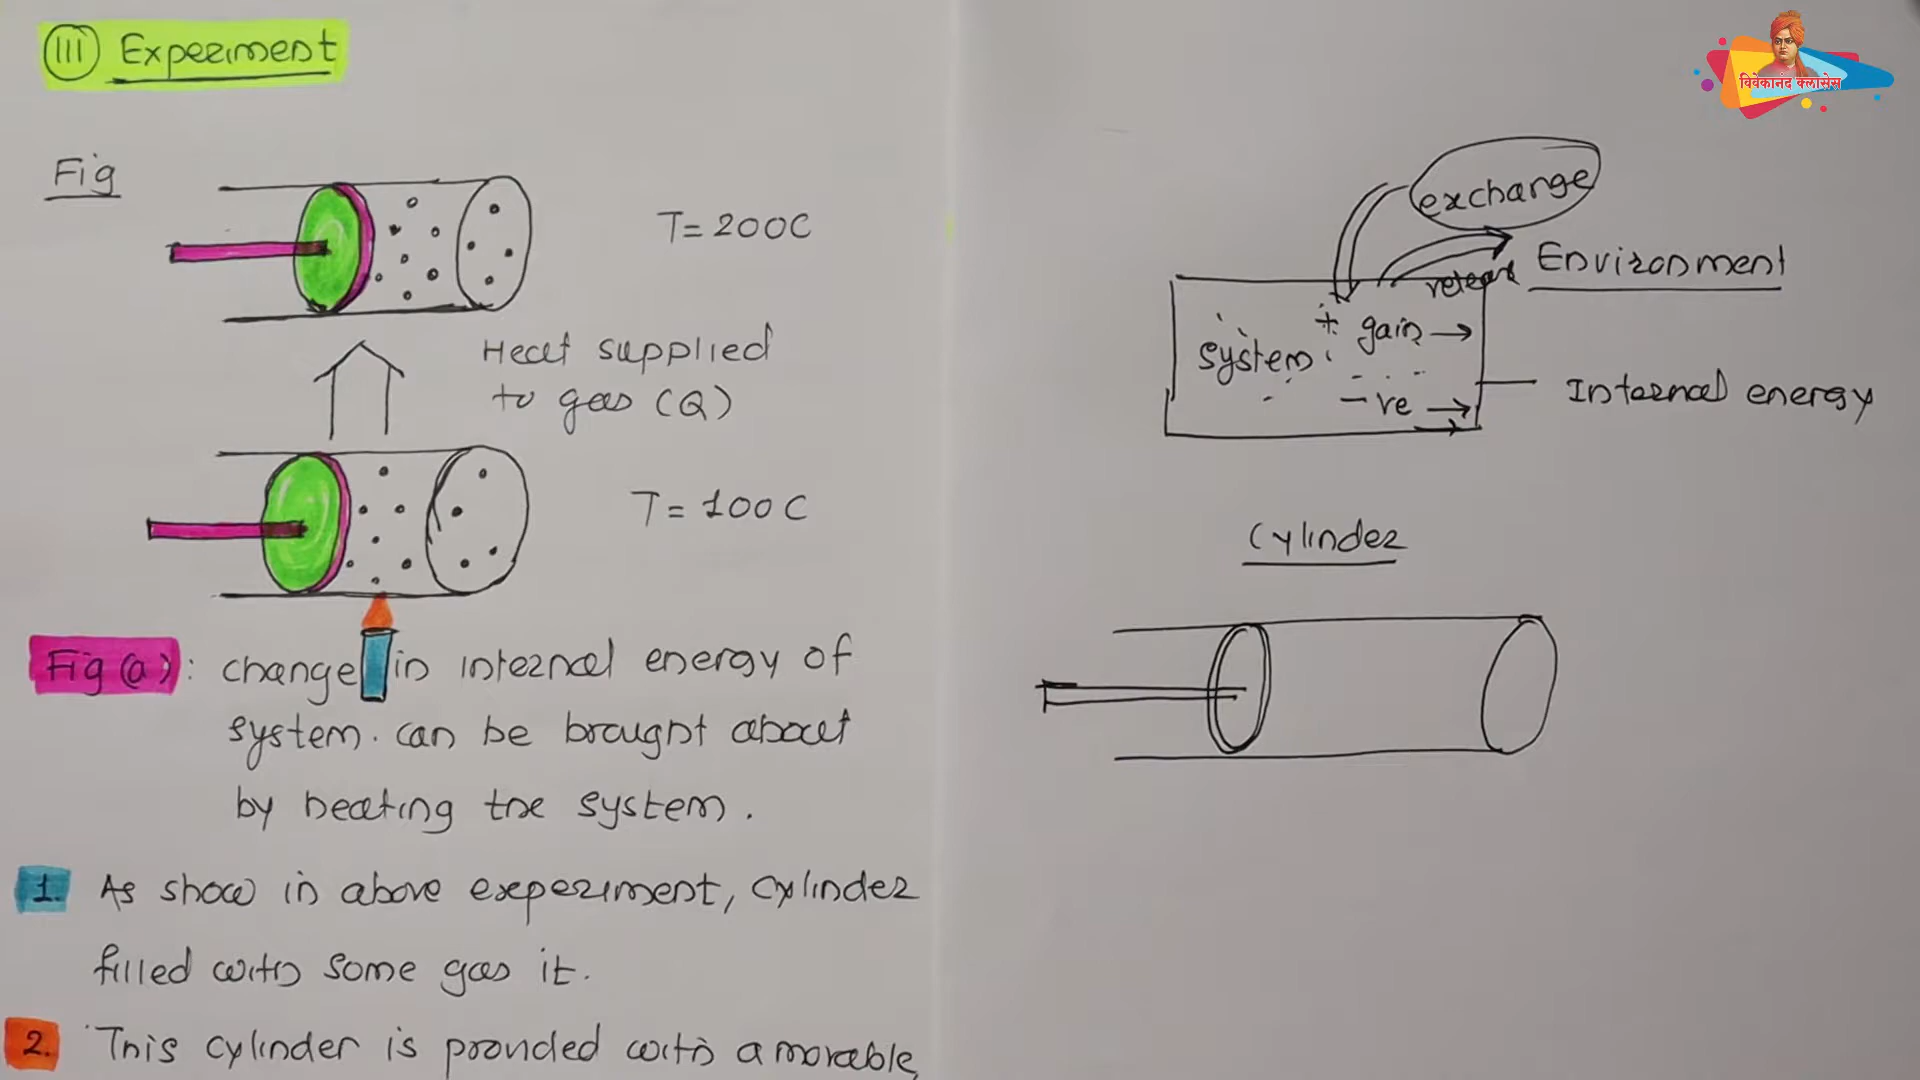 III Experiment
Fig
T = 200C
Heat supplied
to gas (Q)
T = 100C
Fig (a): change in internal energy of
system. can be brought about
by heating the system.
1. As show in above experiment, cylinder
filled with some gas it.
2. This cylinder is provided with a movable,
विवेकानंद क्लासेस
exchange
Environment
+ gain →
system
-ve →
Internal energy
Cylinder